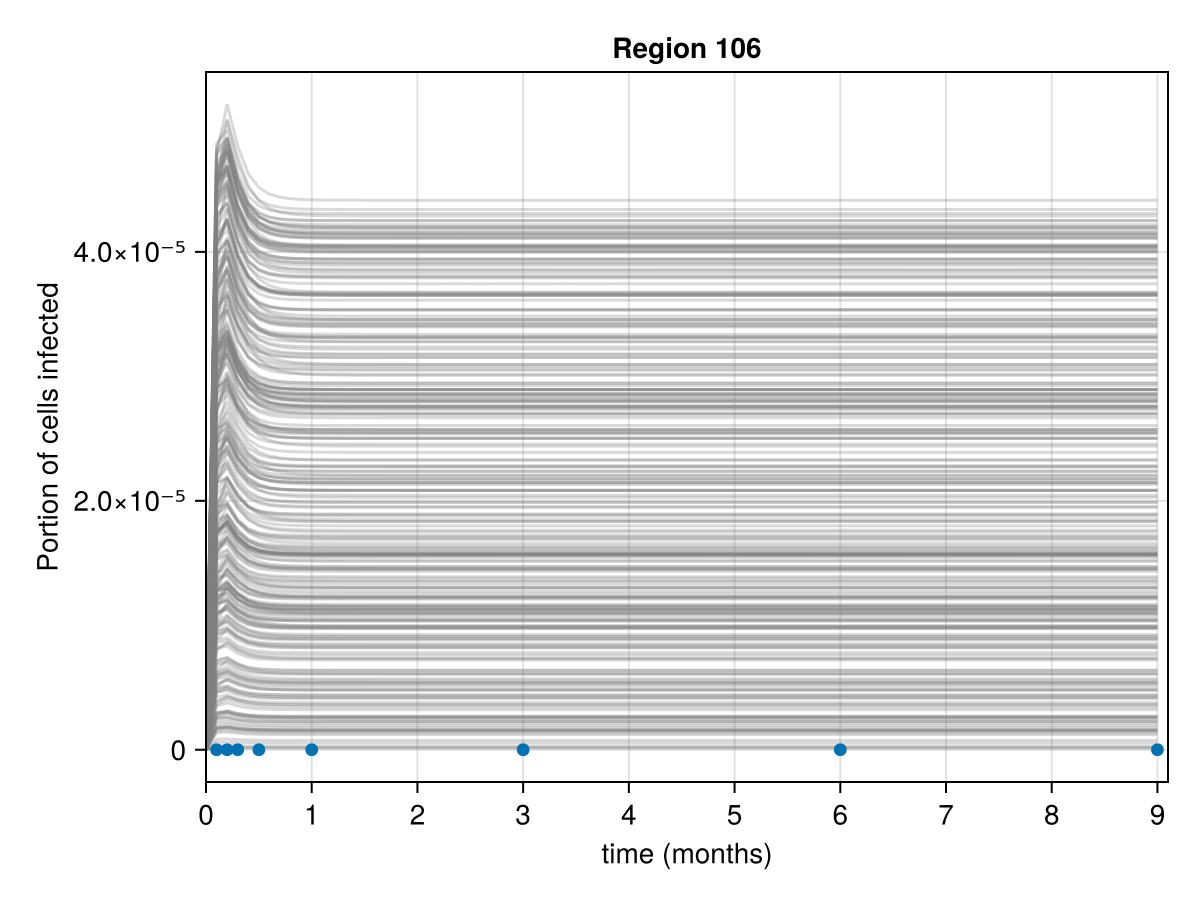 Region 106
Portion of cells infected
4.0×10⁻⁵
2.0×10⁻⁵
0
0 1 2 3 4 5 6 7 8 9
time (months)